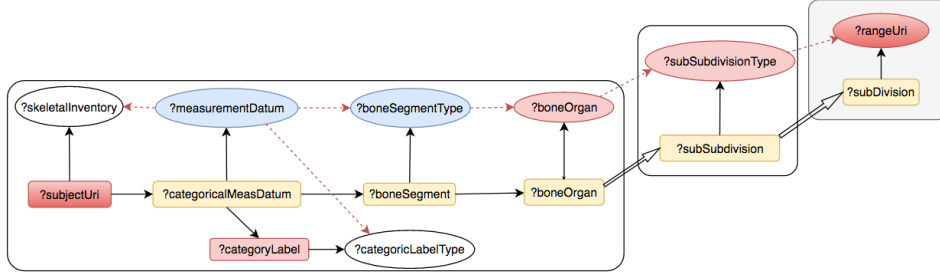 ?rangeUri
?subSubdivisionType
?subDivision
?skeletalInventory
?measurementDatum
?boneSegmentType
?boneOrgan
?subSubdivision
?subjectUri
?categoricalMeasDatum
?boneSegment
?boneOrgan
?categoryLabel
?categoricLabelType